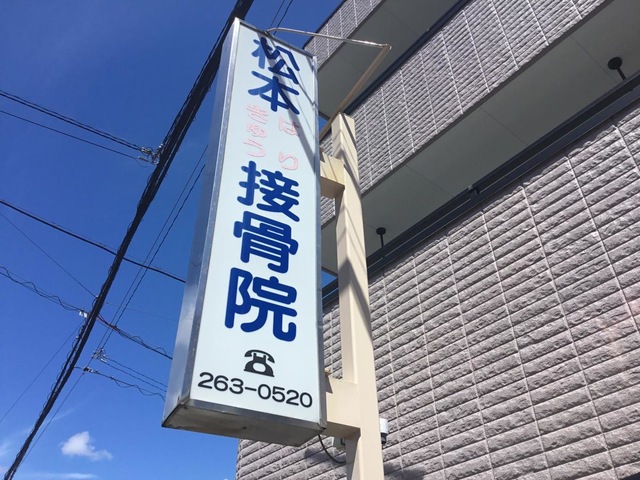 松本
はり
きゅう
接骨院
263-0520